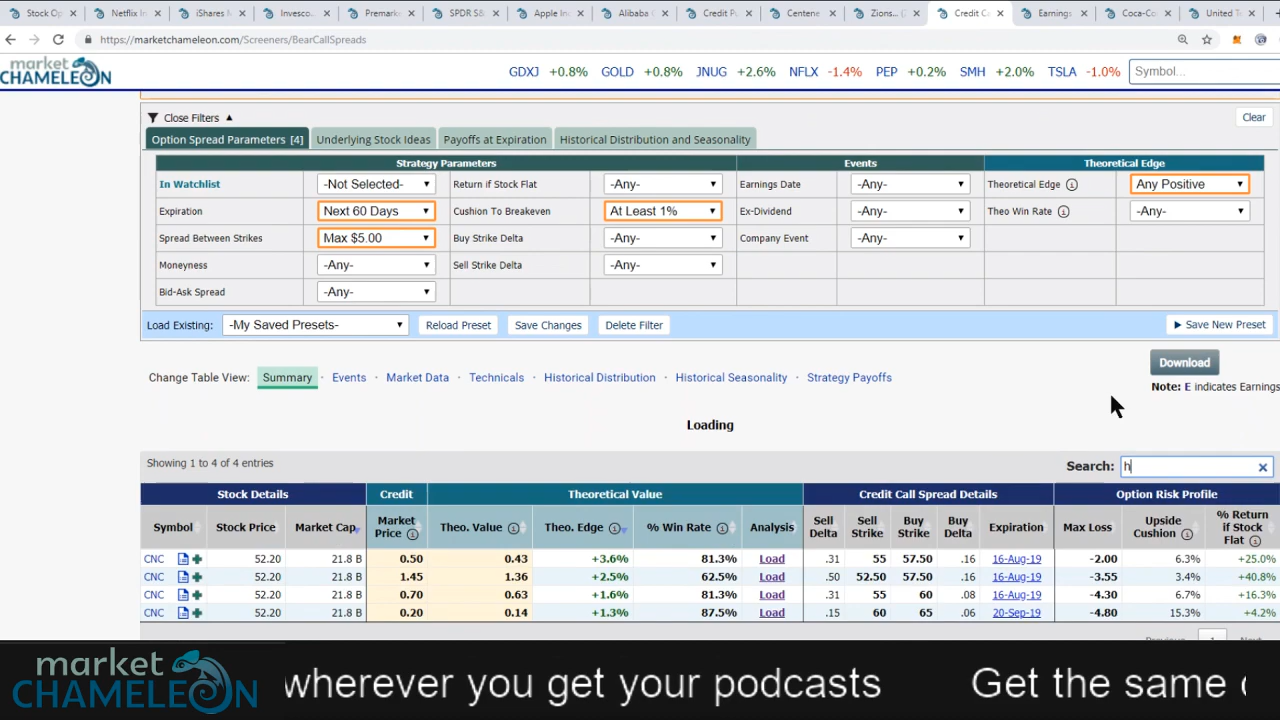 Stock O
Netflix In
iShares
Invesco
Premark
SPDR S&
Apple In
Alibaba
Credit Pu
Centene
Zions...
Credit C
Earnings
Coca-Co
United T
https://marketchameleon.com/Screeners/BearCallSpreads
market CHAMELEON
GDXJ +0.8% GOLD +0.8% JNUG +2.6% NFLX -1.4% PEP +0.2% SMH +2.0% TSLA -1.0% Symbol...
Close Filters ▲ Clear
Option Spread Parameters [4] Underlying Stock Ideas Payoffs at Expiration Historical Distribution and Seasonality
Strategy Parameters Events Theoretical Edge
In Watchlist -Not Selected- Return if Stock Flat -Any- Earnings Date -Any- Theoretical Edge Any Positive
Expiration Next 60 Days Cushion To Breakeven At Least 1% Ex-Dividend -Any- Theo Win Rate -Any-
Spread Between Strikes Max $5.00 Buy Strike Delta -Any- Company Event -Any-
Moneyness -Any- Sell Strike Delta -Any-
Bid-Ask Spread -Any-
Load Existing: -My Saved Presets- Reload Preset Save Changes Delete Filter ▶ Save New Preset
Change Table View: Summary · Events · Market Data · Technicals · Historical Distribution · Historical Seasonality · Strategy Payoffs
Download
Note: E indicates Earnings
Loading
Showing 1 to 4 of 4 entries Search: h
Stock Details Credit Theoretical Value Credit Call Spread Details Option Risk Profile
Symbol Stock Price Market Cap Market Price Theo. Value Theo. Edge % Win Rate Analysis Sell Delta Sell Strike Buy Strike Buy Delta Expiration Max Loss Upside Cushion % Return if Stock Flat
CNC 52.20 21.8 B 0.50 0.43 +3.6% 81.3% Load .31 55 57.50 .16 16-Aug-19 -2.00 6.3% +25.0%
CNC 52.20 21.8 B 1.45 1.36 +2.5% 62.5% Load .50 52.50 57.50 .16 16-Aug-19 -3.55 3.4% +40.8%
CNC 52.20 21.8 B 0.70 0.63 +1.6% 81.3% Load .31 55 60 .08 16-Aug-19 -4.30 6.7% +16.3%
CNC 52.20 21.8 B 0.20 0.14 +1.3% 87.5% Load .15 60 65 .06 20-Sep-19 -4.80 15.3% +4.2%
market CHAMELEON
wherever you get your podcasts Get the same